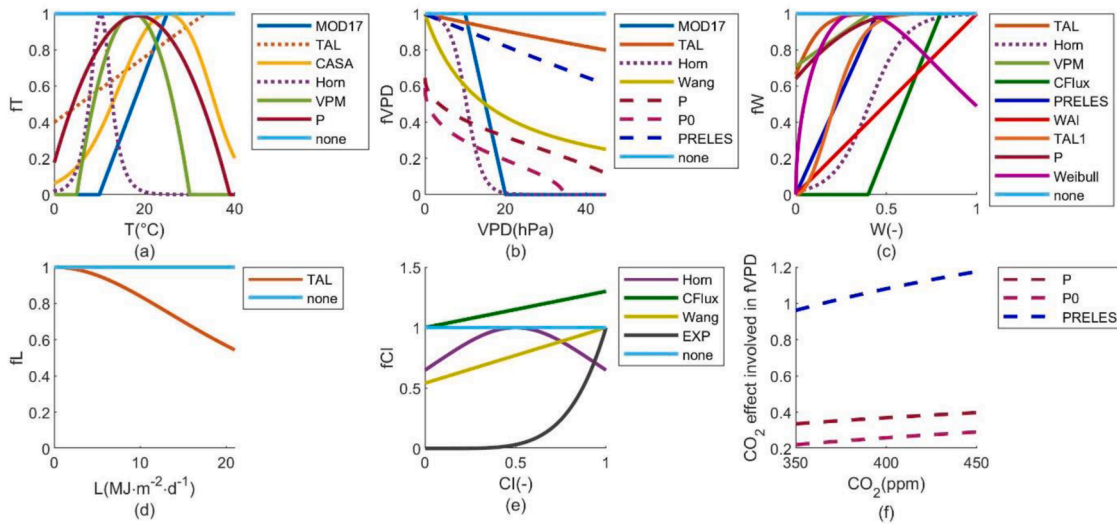 1
0.8
0.6
0.4
0.2
0
fT
0
20
40
T(°C)
(a)
MOD17
TAL
CASA
Horn
VPM
P
none
1
0.8
0.6
0.4
0.2
0
fVPD
0
20
40
VPD(hPa)
(b)
MOD17
TAL
Horn
Wang
P
P0
PRELES
none
1
0.8
0.6
0.4
0.2
0
fW
0
0.5
1
W(-)
(c)
TAL
Horn
VPM
CFlux
PRELES
WAI
TAL1
P
Weibull
none
1
0.8
0.6
0.4
0.2
0
fL
0
10
20
L(MJ·m⁻²·d⁻¹)
(d)
TAL
none
1.5
1
0.5
0
fCI
0
0.5
1
CI(-)
(e)
Horn
CFlux
Wang
EXP
none
1.2
1
0.8
0.6
0.4
0.2
CO₂ effect involved in fVPD
350
400
450
CO₂(ppm)
(f)
P
P0
PRELES